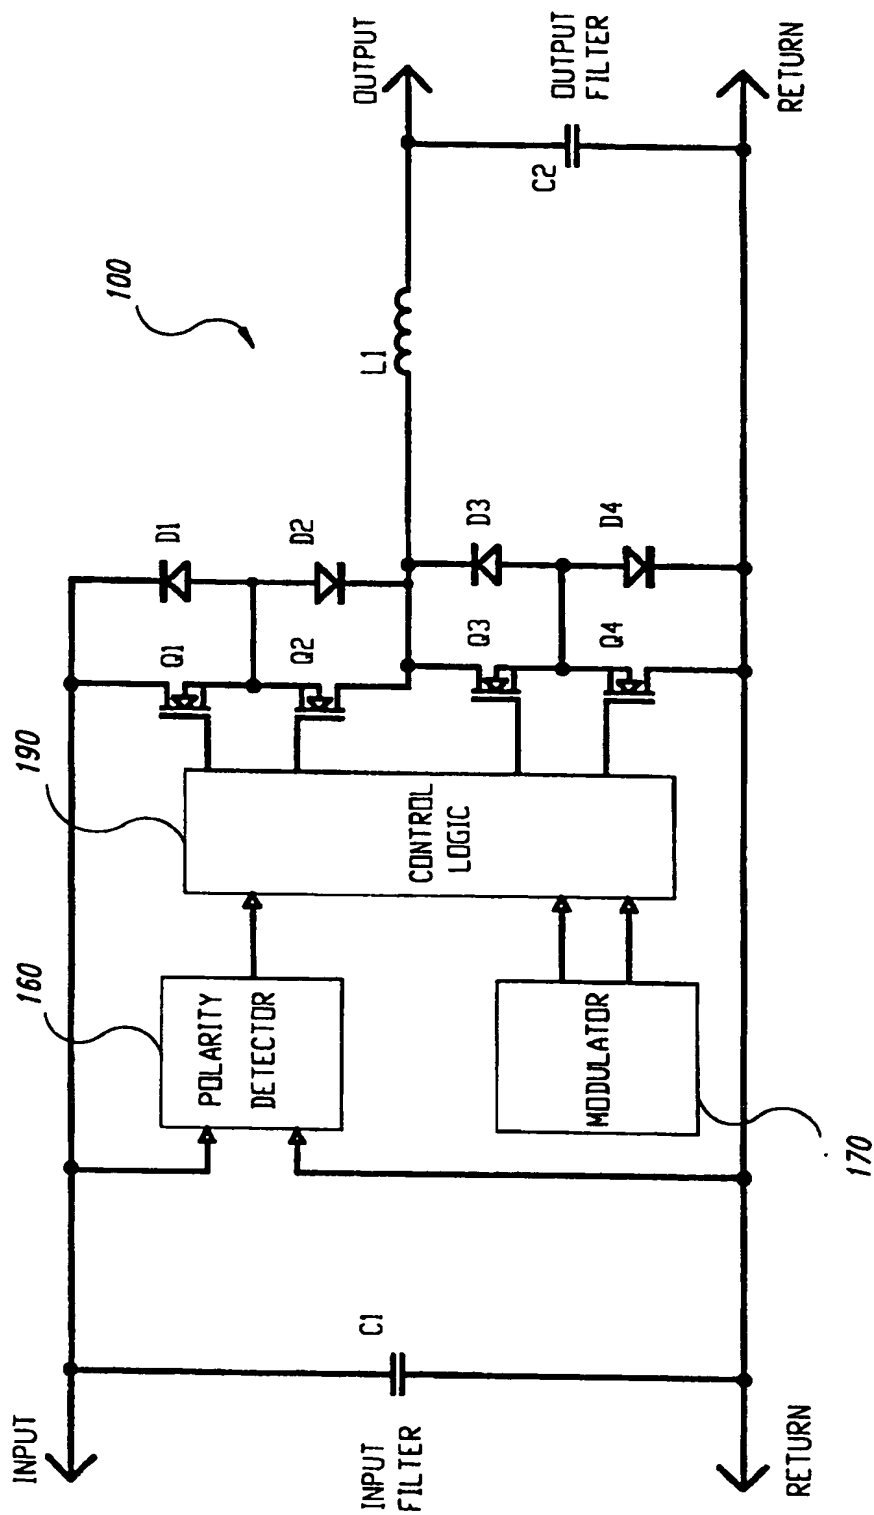 INPUT
INPUT
FILTER
C1
RETURN
160
POLARITY
DETECTOR
MODULATOR
170
190
CONTROL
LOGIC
Q1
Q2
Q3
Q4
D1
D2
D3
D4
100
L1
C2
OUTPUT
OUTPUT
FILTER
RETURN